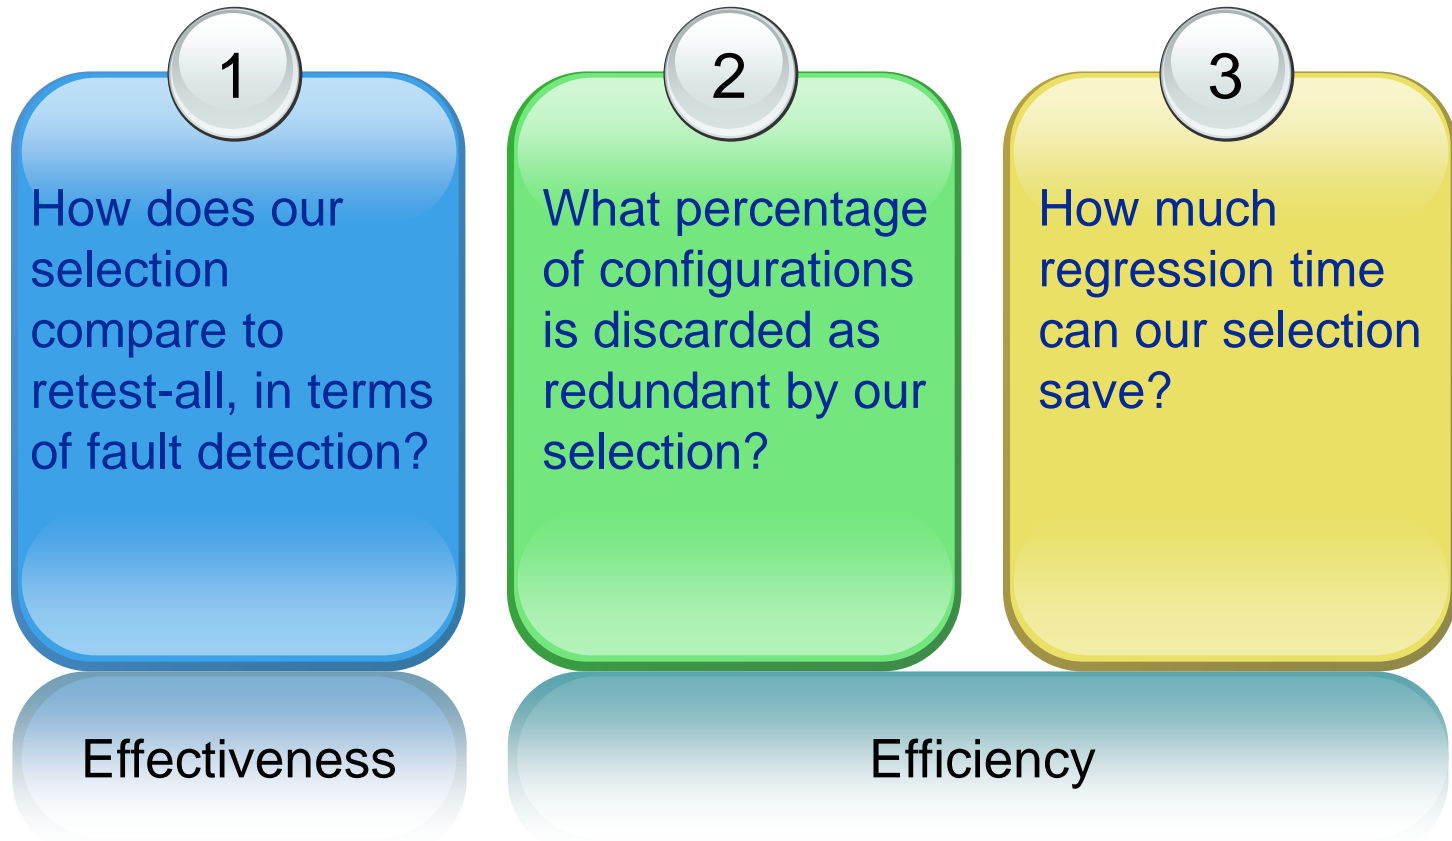 1
How does our
selection
compare to
retest-all, in terms
of fault detection?
2
What percentage
of configurations
is discarded as
redundant by our
selection?
3
How much
regression time
can our selection
save?
Effectiveness
Efficiency